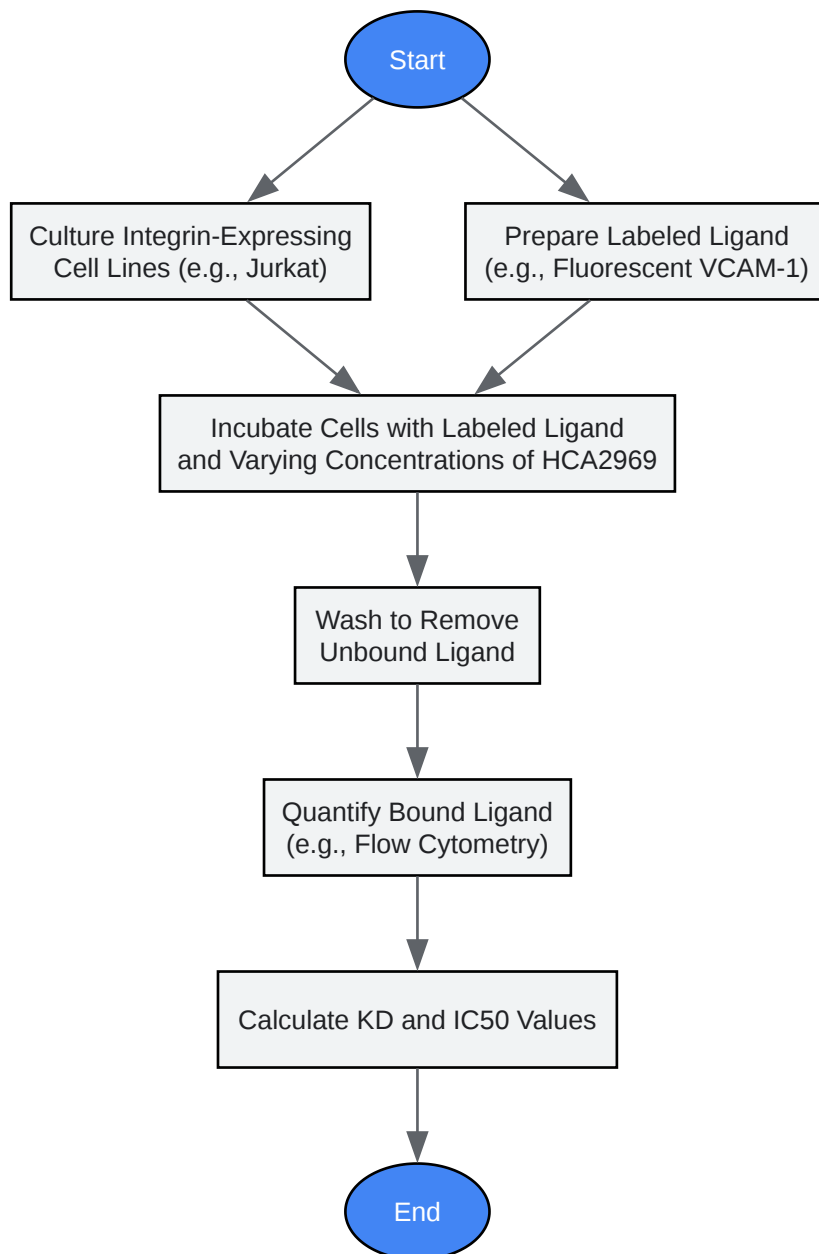 Start
Culture Integrin-Expressing
Cell Lines (e.g., Jurkat)
Prepare Labeled Ligand
(e.g., Fluorescent VCAM-1)
Incubate Cells with Labeled Ligand
and Varying Concentrations of HCA2969
Wash to Remove
Unbound Ligand
Quantify Bound Ligand
(e.g., Flow Cytometry)
Calculate KD and IC50 Values
End